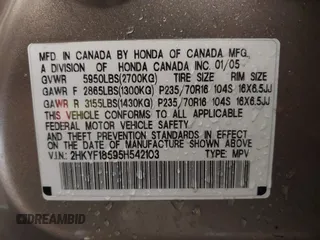 MFD IN CANADA BY HONDA OF CANADA MFG.
A DIVISION OF HONDA CANADA INC. 01/05
GVWR 5950LBS(2700KG) TIRE SIZE RIM SIZE
GAWR F 2865LBS(1300KG) P235/70R16 104S 16X6.5JJ
GAWR R 3155LBS(1430KG) P235/70R16 104S 16X6.5JJ
THIS VEHICLE CONFORMS TO ALL APPLICABLE
FEDERAL MOTOR VEHICLE SAFETY
AND THEFT PREVENTION STANDARDS IN EFFECT
ON THE DATE OF MANUFACTURE SHOWN ABOVE.
V.I.N: 2HKYF18595H542103 TYPE: MPV
DREAMBID